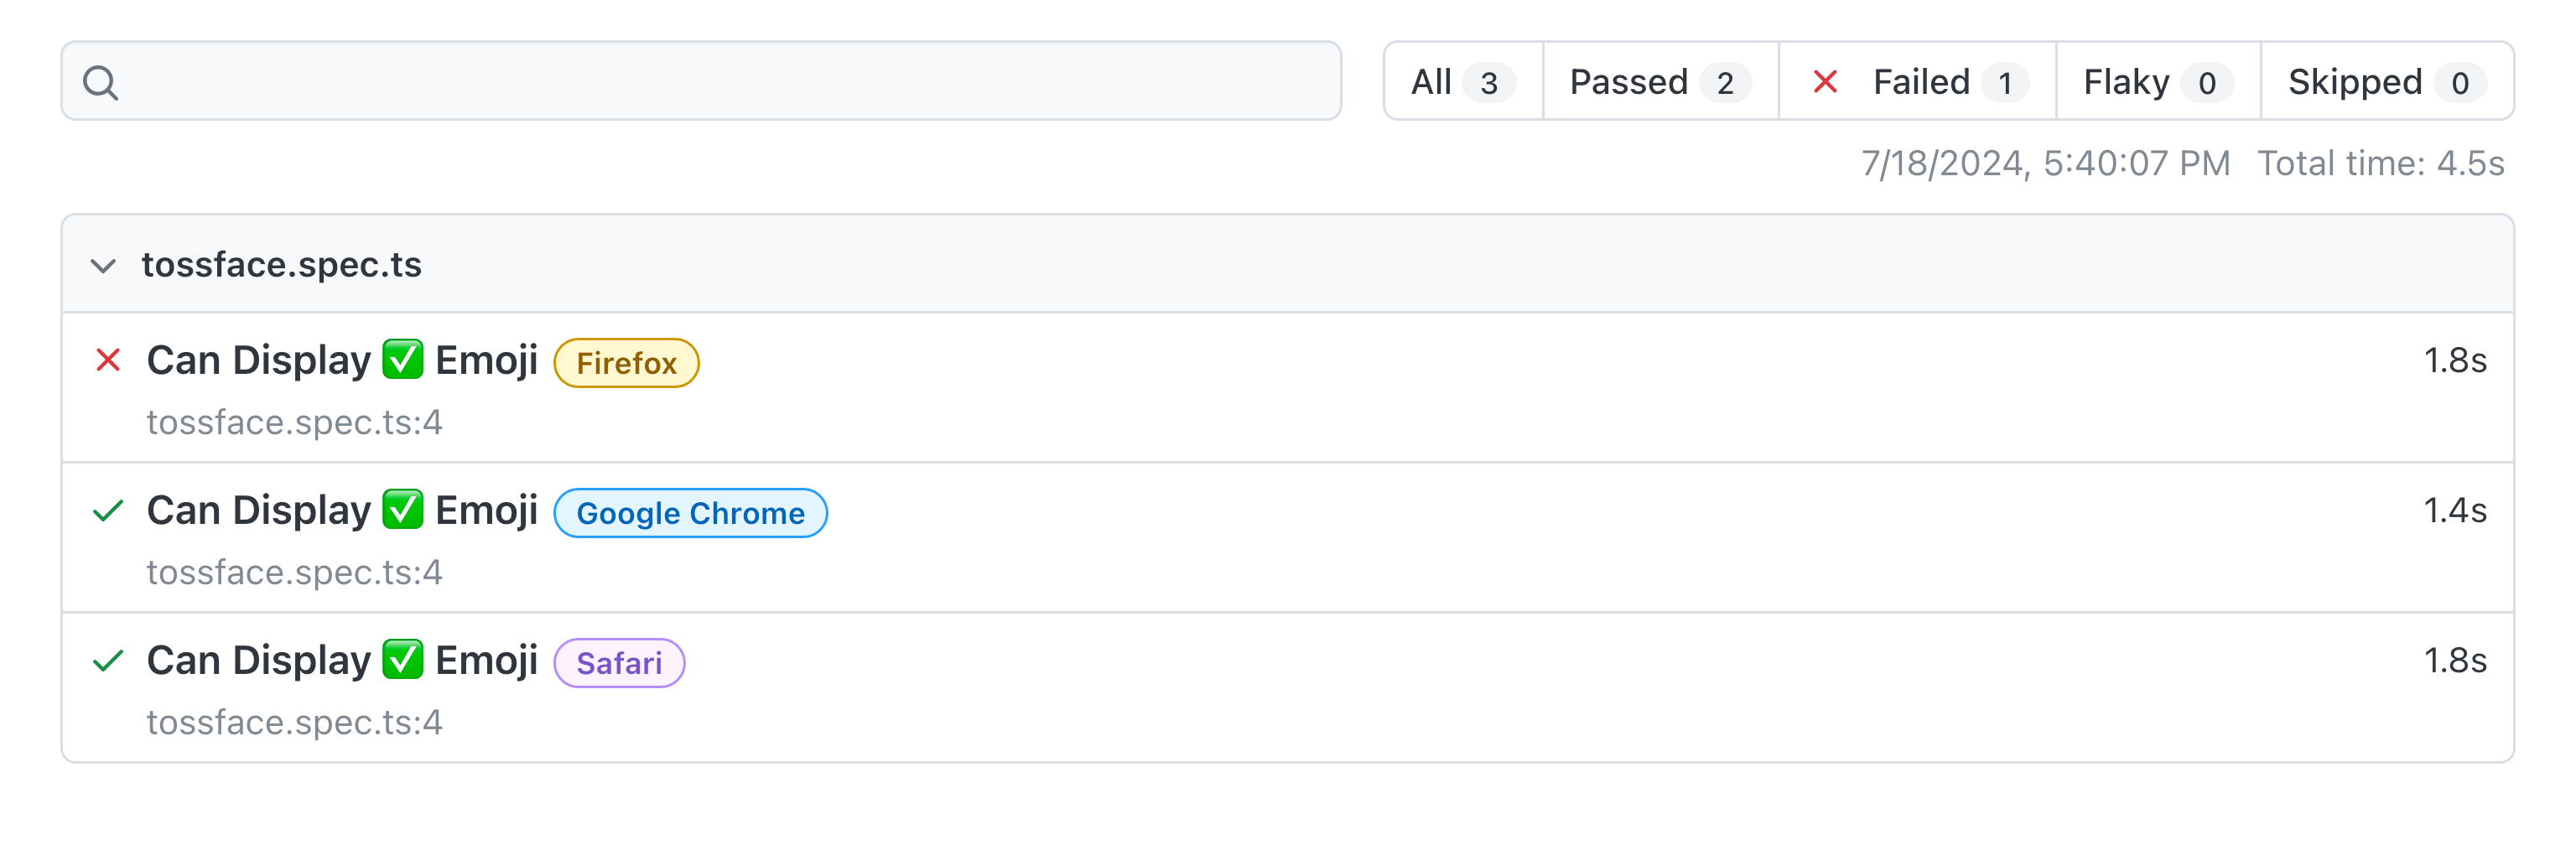 All 3 Passed 2 Failed 1 Flaky 0 Skipped 0
7/18/2024, 5:40:07 PM Total time: 4.5s
tossface.spec.ts
Can Display ✅ Emoji Firefox 1.8s
tossface.spec.ts:4
Can Display ✅ Emoji Google Chrome 1.4s
tossface.spec.ts:4
Can Display ✅ Emoji Safari 1.8s
tossface.spec.ts:4